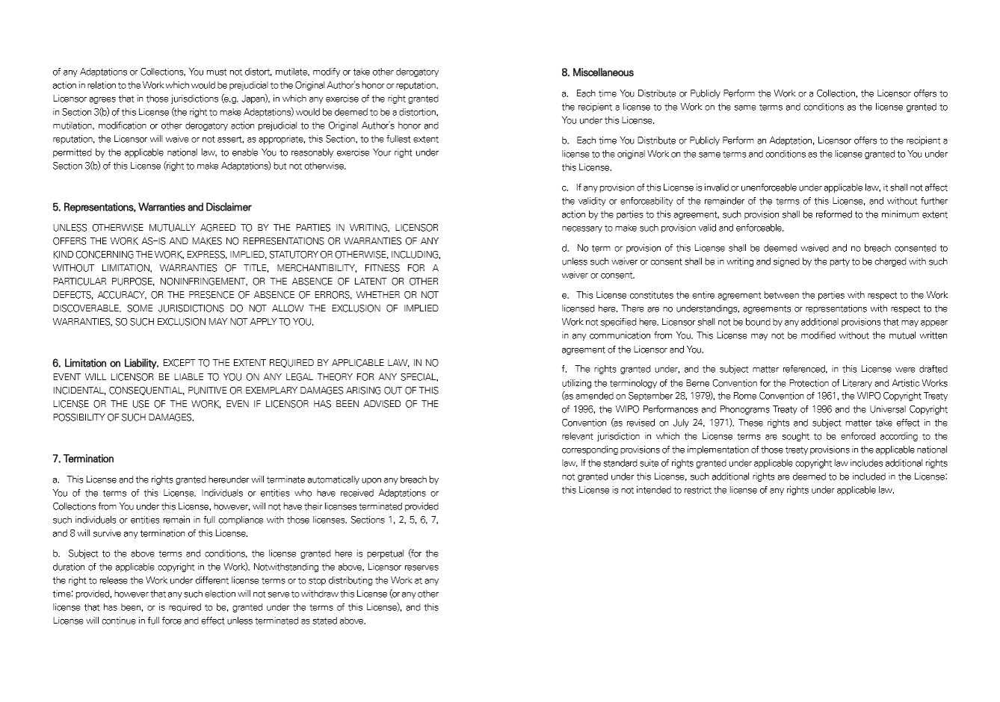 of any Adaptations or Collections, You must not distort, mutilate, modify or take other derogatory
action in relation to the Work which would be prejudicial to the Original Author's honor or reputation.
Licensor agrees that in those jurisdictions (e.g. Japan), in which any exercise of the right granted
in Section 3(b) of this License (the right to make Adaptations) would be deemed to be a distortion,
mutilation, modification or other derogatory action prejudicial to the Original Author's honor and
reputation, the Licensor will waive or not assert, as appropriate, this Section, to the fullest extent
permitted by the applicable national law, to enable You to reasonably exercise Your right under
Section 3(b) of this License (right to make Adaptations) but not otherwise.
5. Representations, Warranties and Disclaimer
UNLESS OTHERWISE MUTUALLY AGREED TO BY THE PARTIES IN WRITING, LICENSOR
OFFERS THE WORK AS-IS AND MAKES NO REPRESENTATIONS OR WARRANTIES OF ANY
KIND CONCERNING THE WORK, EXPRESS, IMPLIED, STATUTORY OR OTHERWISE, INCLUDING,
WITHOUT LIMITATION, WARRANTIES OF TITLE, MERCHANTIBILITY, FITNESS FOR A
PARTICULAR PURPOSE, NONINFRINGEMENT, OR THE ABSENCE OF LATENT OR OTHER
DEFECTS, ACCURACY, OR THE PRESENCE OF ABSENCE OF ERRORS, WHETHER OR NOT
DISCOVERABLE. SOME JURISDICTIONS DO NOT ALLOW THE EXCLUSION OF IMPLIED
WARRANTIES, SO SUCH EXCLUSION MAY NOT APPLY TO YOU.
6. Limitation on Liability. EXCEPT TO THE EXTENT REQUIRED BY APPLICABLE LAW, IN NO
EVENT WILL LICENSOR BE LIABLE TO YOU ON ANY LEGAL THEORY FOR ANY SPECIAL,
INCIDENTAL, CONSEQUENTIAL, PUNITIVE OR EXEMPLARY DAMAGES ARISING OUT OF THIS
LICENSE OR THE USE OF THE WORK, EVEN IF LICENSOR HAS BEEN ADVISED OF THE
POSSIBILITY OF SUCH DAMAGES.
7. Termination
a. This License and the rights granted hereunder will terminate automatically upon any breach by
You of the terms of this License. Individuals or entities who have received Adaptations or
Collections from You under this License, however, will not have their licenses terminated provided
such individuals or entities remain in full compliance with those licenses. Sections 1, 2, 5, 6, 7,
and 8 will survive any termination of this License.
b. Subject to the above terms and conditions, the license granted here is perpetual (for the
duration of the applicable copyright in the Work). Notwithstanding the above, Licensor reserves
the right to release the Work under different license terms or to stop distributing the Work at any
time; provided, however that any such election will not serve to withdraw this License (or any other
license that has been, or is required to be, granted under the terms of this License), and this
License will continue in full force and effect unless terminated as stated above.
8. Miscellaneous
a. Each time You Distribute or Publicly Perform the Work or a Collection, the Licensor offers to
the recipient a license to the Work on the same terms and conditions as the license granted to
You under this License.
b. Each time You Distribute or Publicly Perform an Adaptation, Licensor offers to the recipient a
license to the original Work on the same terms and conditions as the license granted to You under
this License.
c. If any provision of this License is invalid or unenforceable under applicable law, it shall not affect
the validity or enforceability of the remainder of the terms of this License, and without further
action by the parties to this agreement, such provision shall be reformed to the minimum extent
necessary to make such provision valid and enforceable.
d. No term or provision of this License shall be deemed waived and no breach consented to
unless such waiver or consent shall be in writing and signed by the party to be charged with such
waiver or consent.
e. This License constitutes the entire agreement between the parties with respect to the Work
licensed here. There are no understandings, agreements or representations with respect to the
Work not specified here. Licensor shall not be bound by any additional provisions that may appear
in any communication from You. This License may not be modified without the mutual written
agreement of the Licensor and You.
f. The rights granted under, and the subject matter referenced, in this License were drafted
utilizing the terminology of the Berne Convention for the Protection of Literary and Artistic Works
(as amended on September 28, 1979), the Rome Convention of 1961, the WIPO Copyright Treaty
of 1996, the WIPO Performances and Phonograms Treaty of 1996 and the Universal Copyright
Convention (as revised on July 24, 1971). These rights and subject matter take effect in the
relevant jurisdiction in which the License terms are sought to be enforced according to the
corresponding provisions of the implementation of those treaty provisions in the applicable national
law. If the standard suite of rights granted under applicable copyright law includes additional rights
not granted under this License, such additional rights are deemed to be included in the License;
this License is not intended to restrict the license of any rights under applicable law.